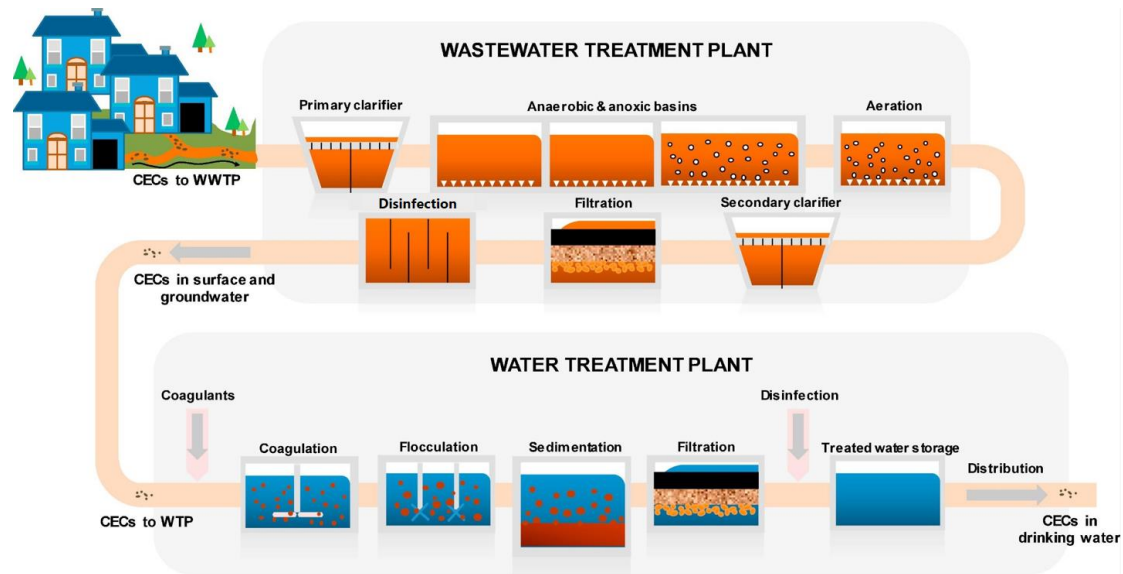 WASTEWATER TREATMENT PLANT
Primary clarifier
Anaerobic & anoxic basins
Aeration
CECs to WWTP
Disinfection
Filtration
Secondary clarifier
CECs in surface and
groundwater
WATER TREATMENT PLANT
Coagulants
Disinfection
Coagulation
Flocculation
Sedimentation
Filtration
Treated water storage
Distribution
CECs to WTP
CECs in
drinking water